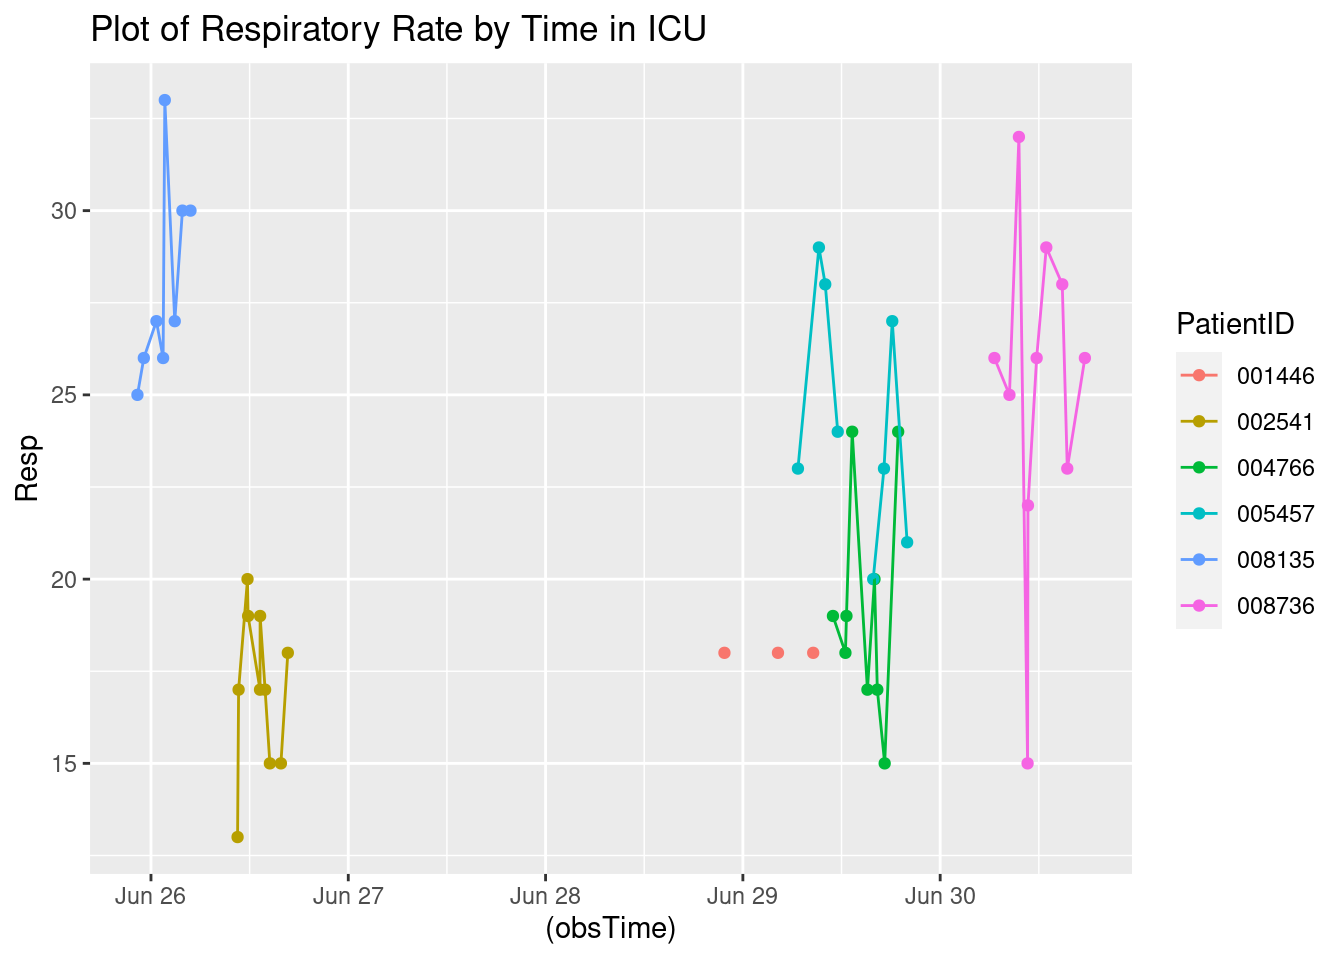 Plot of Respiratory Rate by Time in ICU
Resp
30
25
20
15
Jun 26
Jun 27
Jun 28
Jun 29
Jun 30
(obsTime)
PatientID
001446
002541
004766
005457
008135
008736